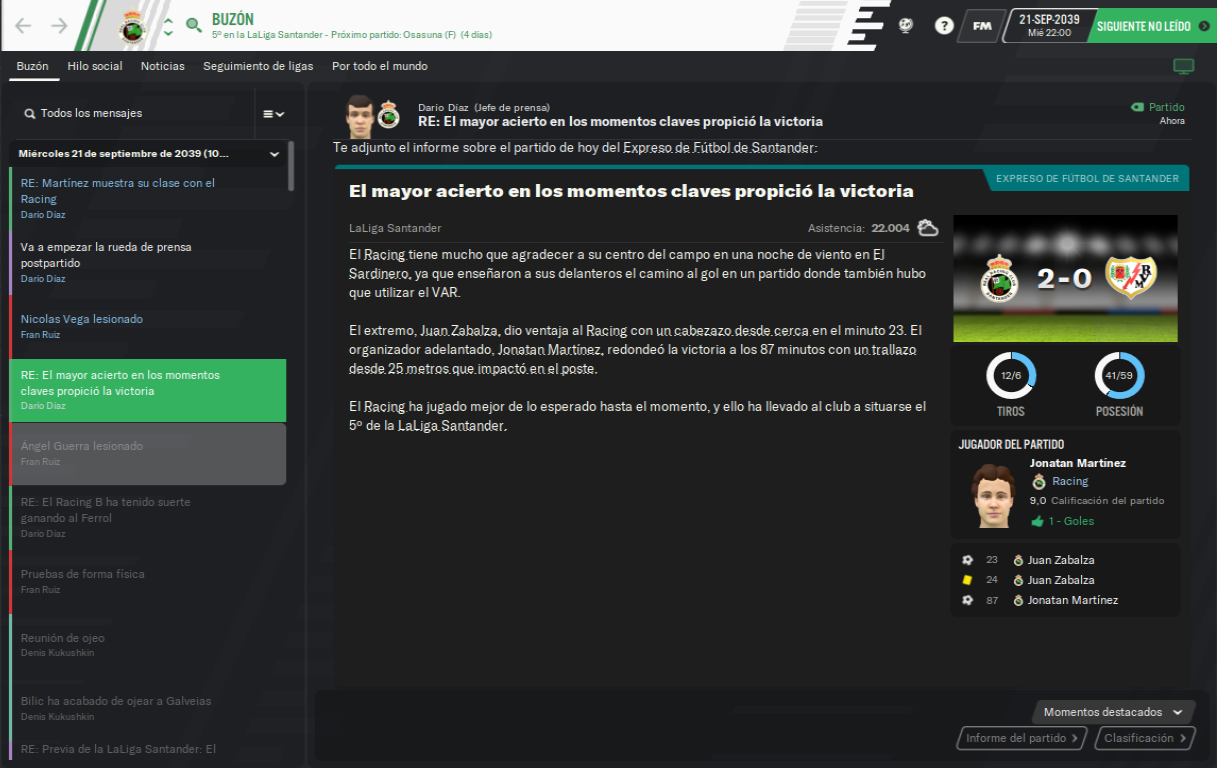 BUZÓN
5º en la LaLiga Santander - Próximo partido: Osasuna (F) (4 días)
?
FM
21-SEP-2039
Mié 22:00
SIGUIENTE NO LEÍDO
Buzón
Hilo social
Noticias
Seguimiento de ligas
Por todo el mundo
Todos los mensajes
Miércoles 21 de septiembre de 2039 (10...
RE: Martínez muestra su clase con el
Racing
Darío Díaz
Va a empezar la rueda de prensa
postpartido
Darío Díaz
Nicolas Vega lesionado
Fran Ruiz
RE: El mayor acierto en los momentos
claves propició la victoria
Darío Díaz
Ángel Guerra lesionado
Fran Ruiz
RE: El Racing B ha tenido suerte
ganando al Ferrol
Darío Díaz
Pruebas de forma física
Fran Ruiz
Reunión de ojeo
Denis Kukushkin
Bilic ha acabado de ojear a Galveias
Denis Kukushkin
RE: Previa de la LaLiga Santander: El
Darío Díaz (Jefe de prensa)
RE: El mayor acierto en los momentos claves propició la victoria
Partido
Ahora
Te adjunto el informe sobre el partido de hoy del Expreso de Fútbol de Santander:
EXPRESO DE FÚTBOL DE SANTANDER
El mayor acierto en los momentos claves propició la victoria
LaLiga Santander
Asistencia: 22.004
El Racing tiene mucho que agradecer a su centro del campo en una noche de viento en El
Sardinero, ya que enseñaron a sus delanteros el camino al gol en un partido donde también hubo
que utilizar el VAR.
El extremo, Juan Zabalza, dio ventaja al Racing con un cabezazo desde cerca en el minuto 23. El
organizador adelantado, Jonatan Martínez, redondeó la victoria a los 87 minutos con un trallazo
desde 25 metros que impactó en el poste.
El Racing ha jugado mejor de lo esperado hasta el momento, y ello ha llevado al club a situarse el
5º de la LaLiga Santander.
2-0
12/6
TIROS
41/59
POSESIÓN
JUGADOR DEL PARTIDO
Jonatan Martínez
Racing
9,0 Calificación del partido
1 - Goles
23 Juan Zabalza
24 Juan Zabalza
87 Jonatan Martínez
Momentos destacados
Informe del partido
Clasificación